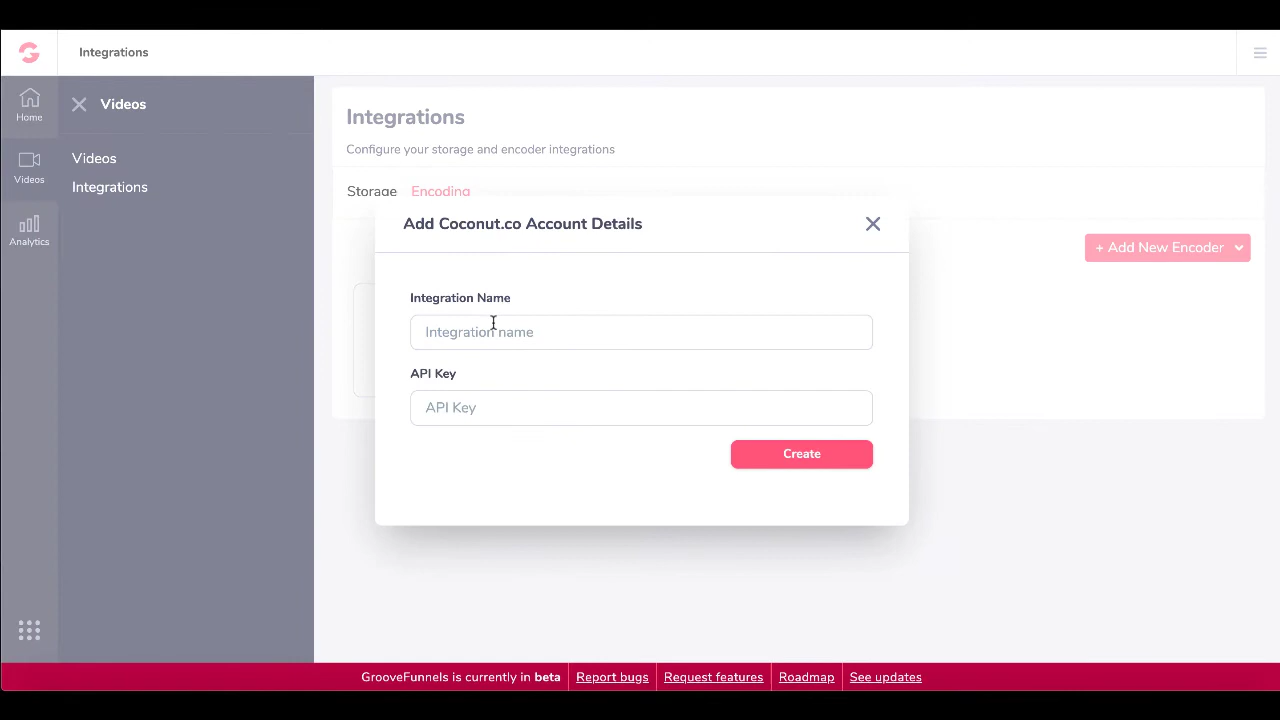 Integrations
Home
Videos
Analytics
Videos
Videos
Integrations
Integrations
Configure your storage and encoder integrations
Storage Encoding
+ Add New Encoder
Add Coconut.co Account Details
Integration Name
Integration name
API Key
API Key
Create
GrooveFunnels is currently in beta Report bugs Request features Roadmap See updates